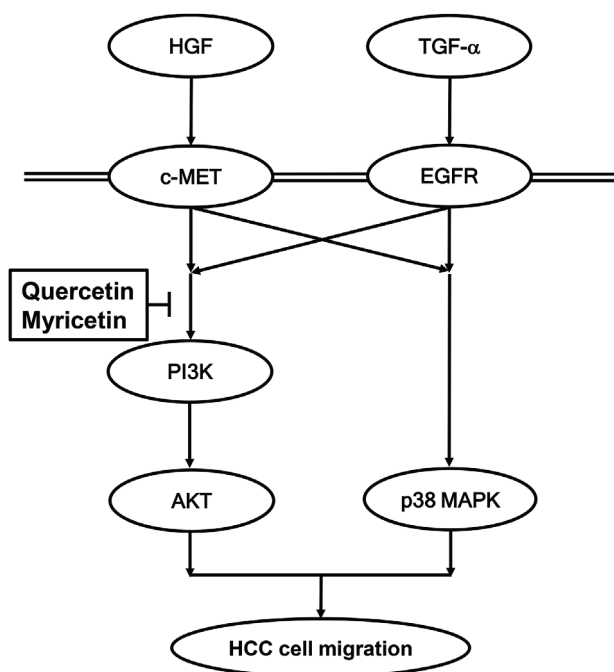 HGF
TGF-α
c-MET
EGFR
Quercetin
Myricetin
PI3K
AKT
p38 MAPK
HCC cell migration